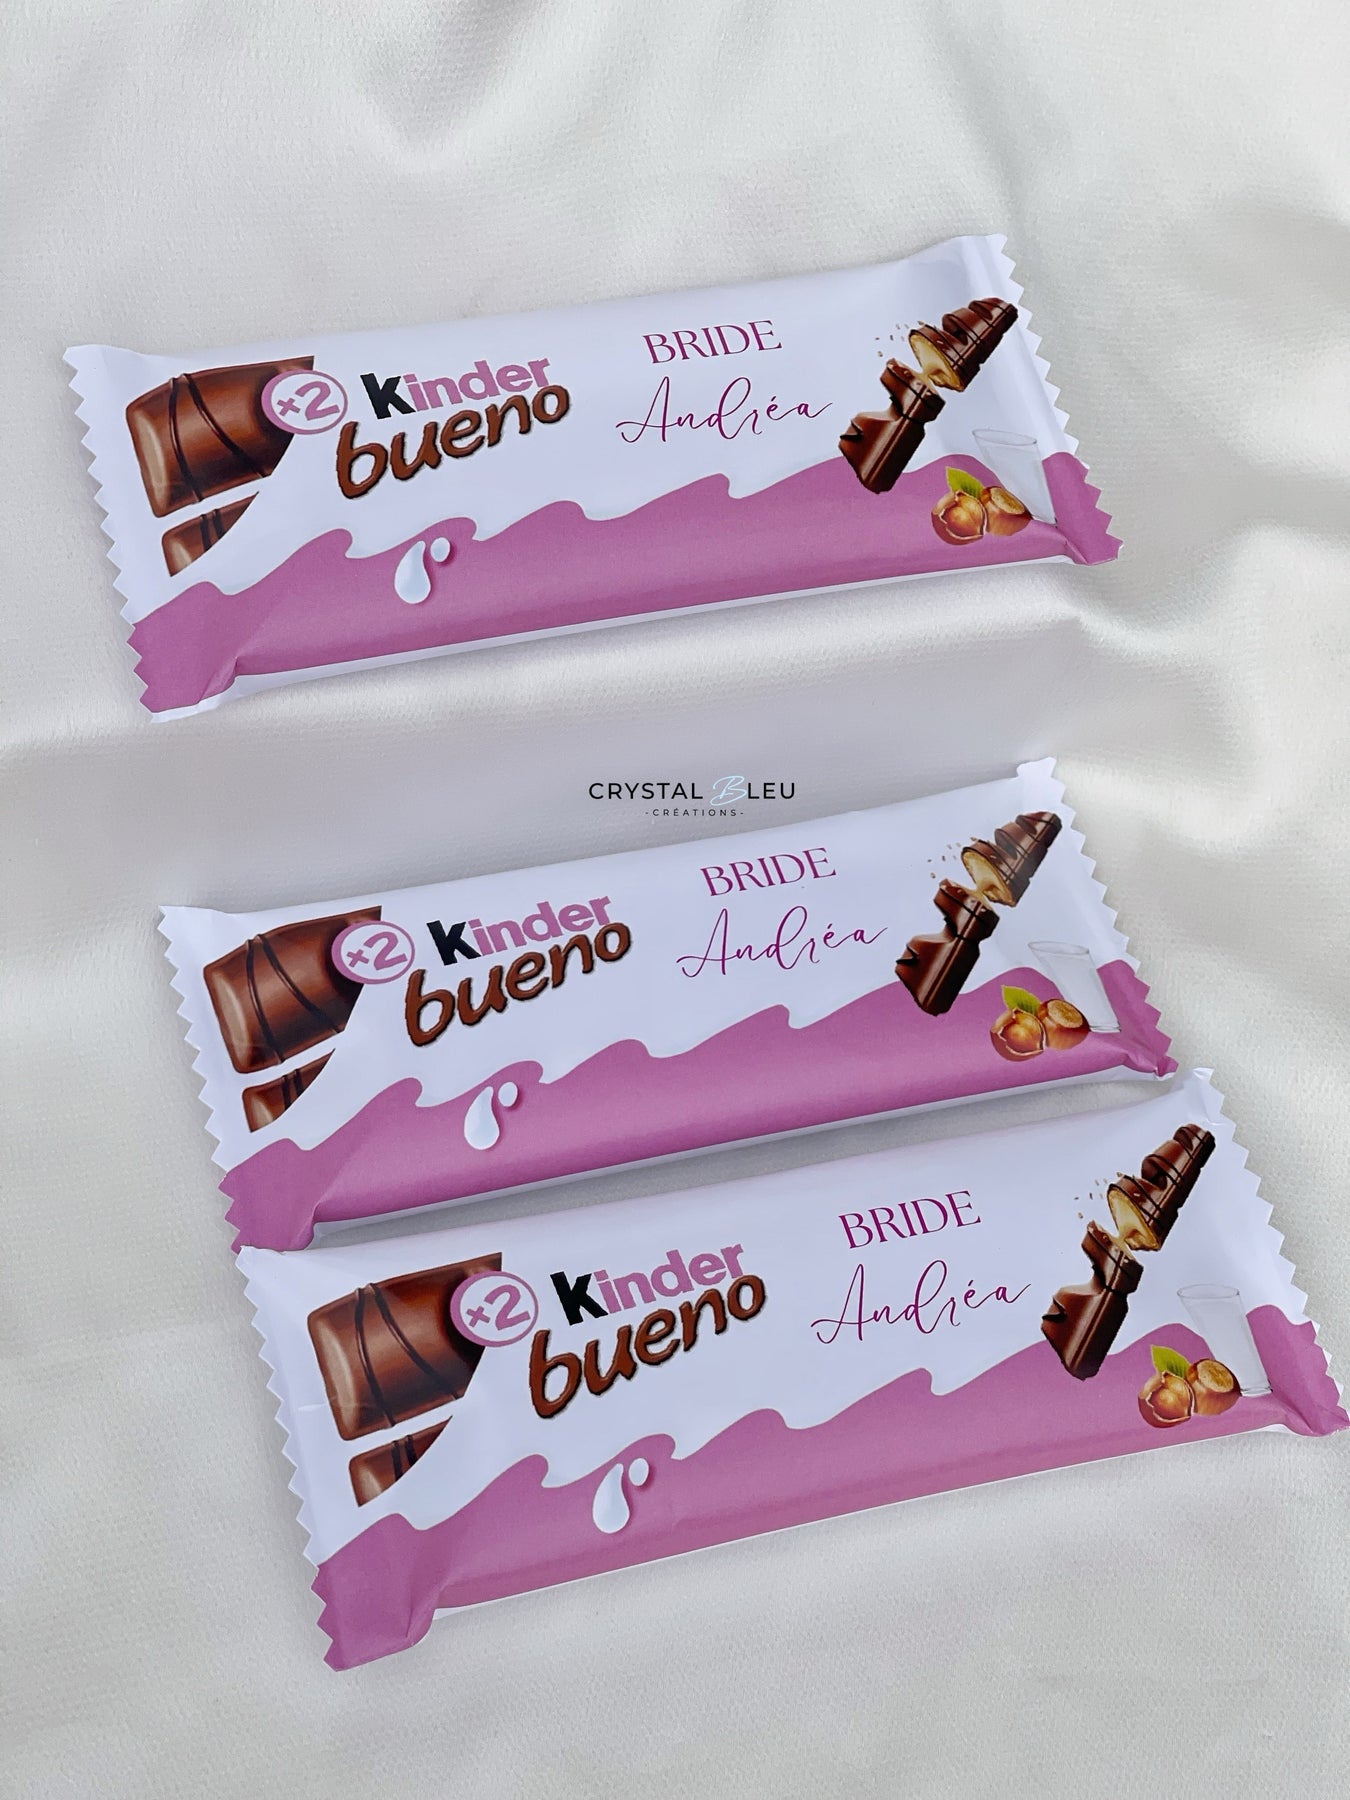 ×2
kinder
bueno
BRIDE
Andréa
CRYSTAL BLEU
-CRÉATIONS-
×2
kinder
bueno
BRIDE
Andréa
×2
kinder
bueno
BRIDE
Andréa